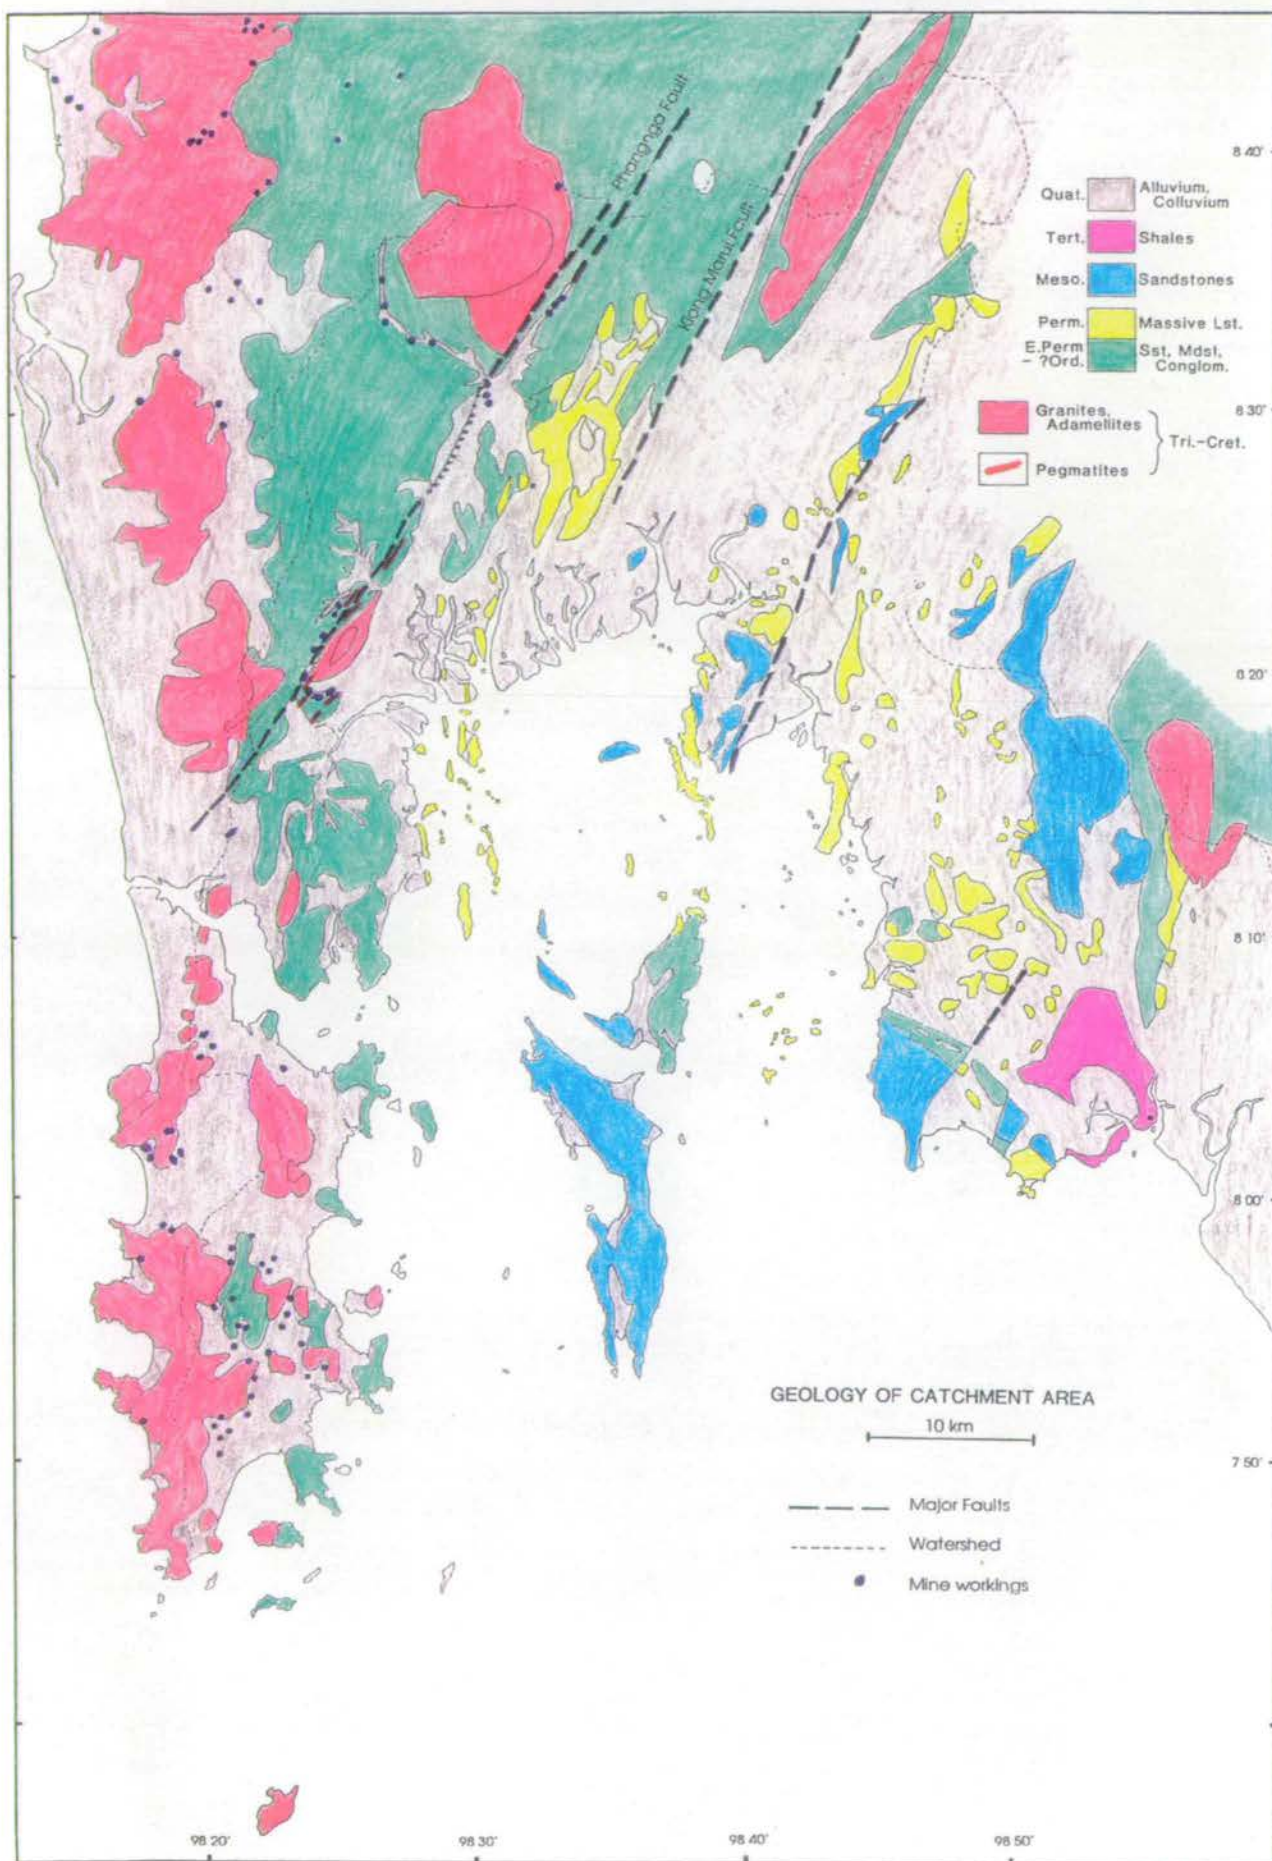 Phangnga Fault
Klong Marui Fault
8 40'
Quat. Alluvium,
Colluvium
Tert. Shales
Meso. Sandstones
Perm. Massive Lst.
E.Perm
- ?Ord. Sst, Mdst,
Conglom.
8 30'
Granites,
Adamellites
Tri.-Cret.
Pegmatites
8 20'
8 10'
8 00'
GEOLOGY OF CATCHMENT AREA
10 km
7 50'
Major Faults
Watershed
Mine workings
98 20'
98 30'
98 40'
98 50'